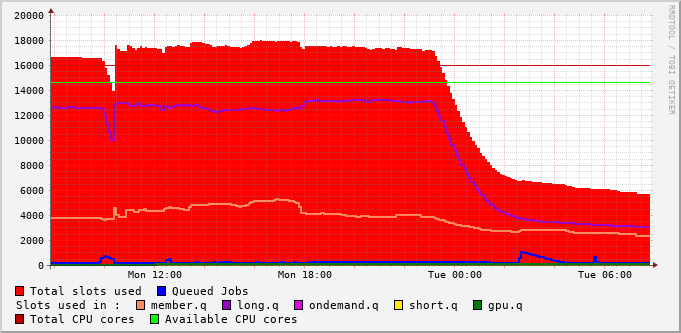 RRDTOOL / TOBI OETIKER
20000
18000
16000
14000
12000
10000
8000
6000
4000
2000
0
Mon 12:00 Mon 18:00 Tue 00:00 Tue 06:00
Total slots used Queued Jobs
Slots used in : member.q long.q ondemand.q short.q gpu.q
Total CPU cores Available CPU cores